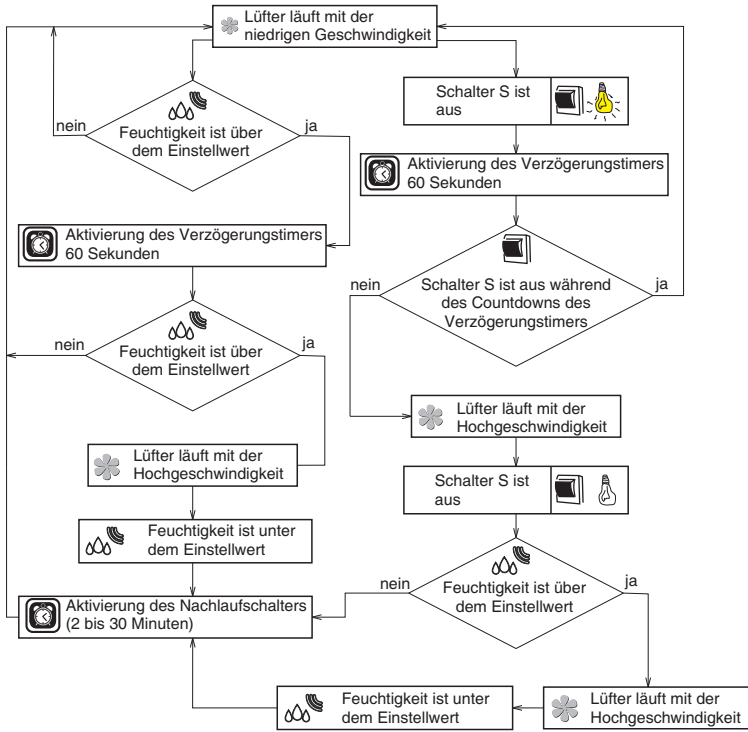 Lüfter läuft mit der
niedrigen Geschwindigkeit
Feuchtigkeit ist über
dem Einstellwert
nein
ja
Schalter S ist
aus
Aktivierung des Verzögerungstimers
60 Sekunden
Aktivierung des Verzögerungstimers
60 Sekunden
Schalter S ist aus während
des Countdowns des
Verzögerungstimers
nein
ja
Feuchtigkeit ist über
dem Einstellwert
nein
ja
Lüfter läuft mit der
Hochgeschwindigkeit
Lüfter läuft mit der
Hochgeschwindigkeit
Schalter S ist
aus
Feuchtigkeit ist unter
dem Einstellwert
Feuchtigkeit ist über
dem Einstellwert
nein
ja
Aktivierung des Nachlaufschalters
(2 bis 30 Minuten)
Feuchtigkeit ist unter
dem Einstellwert
Lüfter läuft mit der
Hochgeschwindigkeit